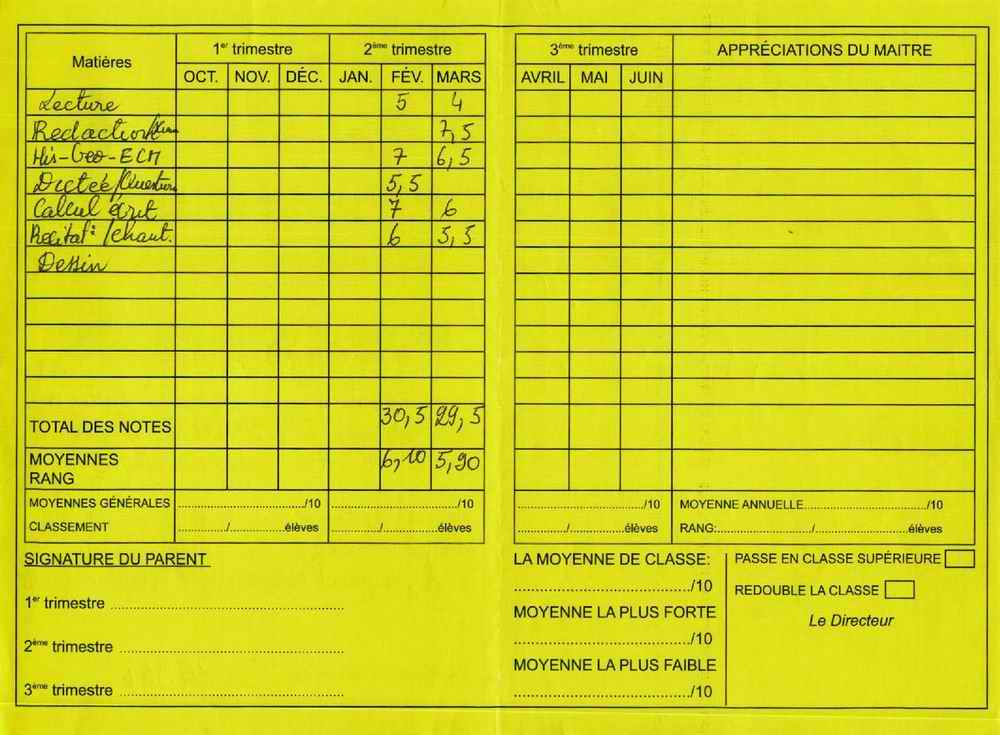 Matières 1er trimestre 2ème trimestre 3ème trimestre APPRÉCIATIONS DU MAITRE
OCT. NOV. DÉC. JAN. FÉV. MARS AVRIL MAI JUIN
Lecture 5 4
Redaction 7,5
His-Geo-ECM 7 6,5
Dictée/Question 5,5
Calcul écrit 7 6
Récitat°/chant. 6 5,5
Dessin
TOTAL DES NOTES 30,5 29,5
MOYENNES 6,10 5,90
RANG
MOYENNES GÉNÉRALES ............/10 ............/10 ............/10 MOYENNE ANNUELLE............/10
CLASSEMENT ............/............élèves ............/............élèves ............/............élèves RANG:............/............élèves
SIGNATURE DU PARENT
1er trimestre ............
2ème trimestre ............
3ème trimestre ............
LA MOYENNE DE CLASSE:
............/10
MOYENNE LA PLUS FORTE
............/10
MOYENNE LA PLUS FAIBLE
............/10
PASSE EN CLASSE SUPÉRIEURE
REDOUBLE LA CLASSE
Le Directeur